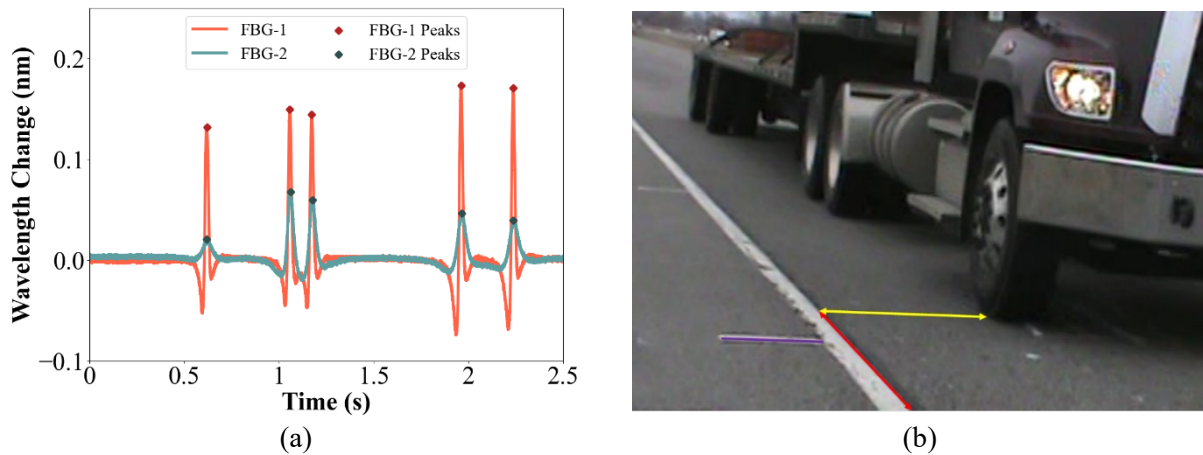 FBG-1
FBG-1 Peaks
FBG-2
FBG-2 Peaks
Wavelength Change (nm)
0.2
0.1
0.0
−0.1
0
0.5
1
1.5
2
2.5
Time (s)
(a)
(b)